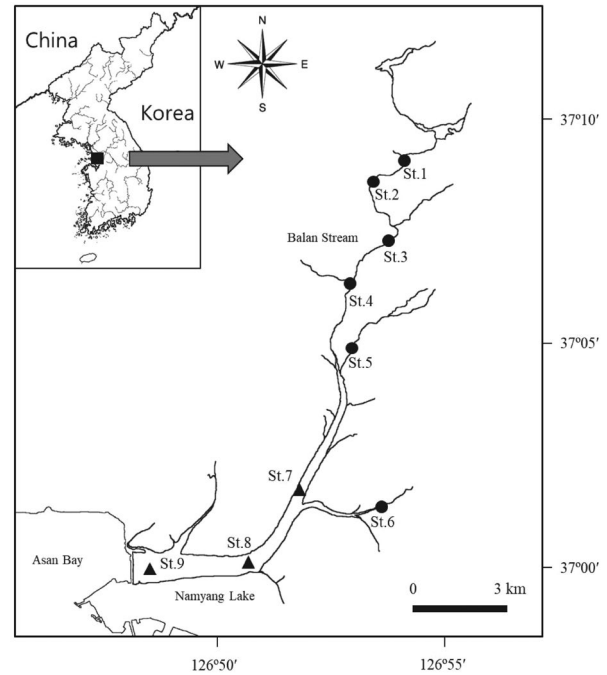 China
Korea
N
W
E
S
37°10'
St.1
St.2
Balan Stream
St.3
St.4
37°05'
St.5
St.7
St.6
St.8
St.9
Asan Bay
37°00'
Namyang Lake
0 3 km
126°50'
126°55'